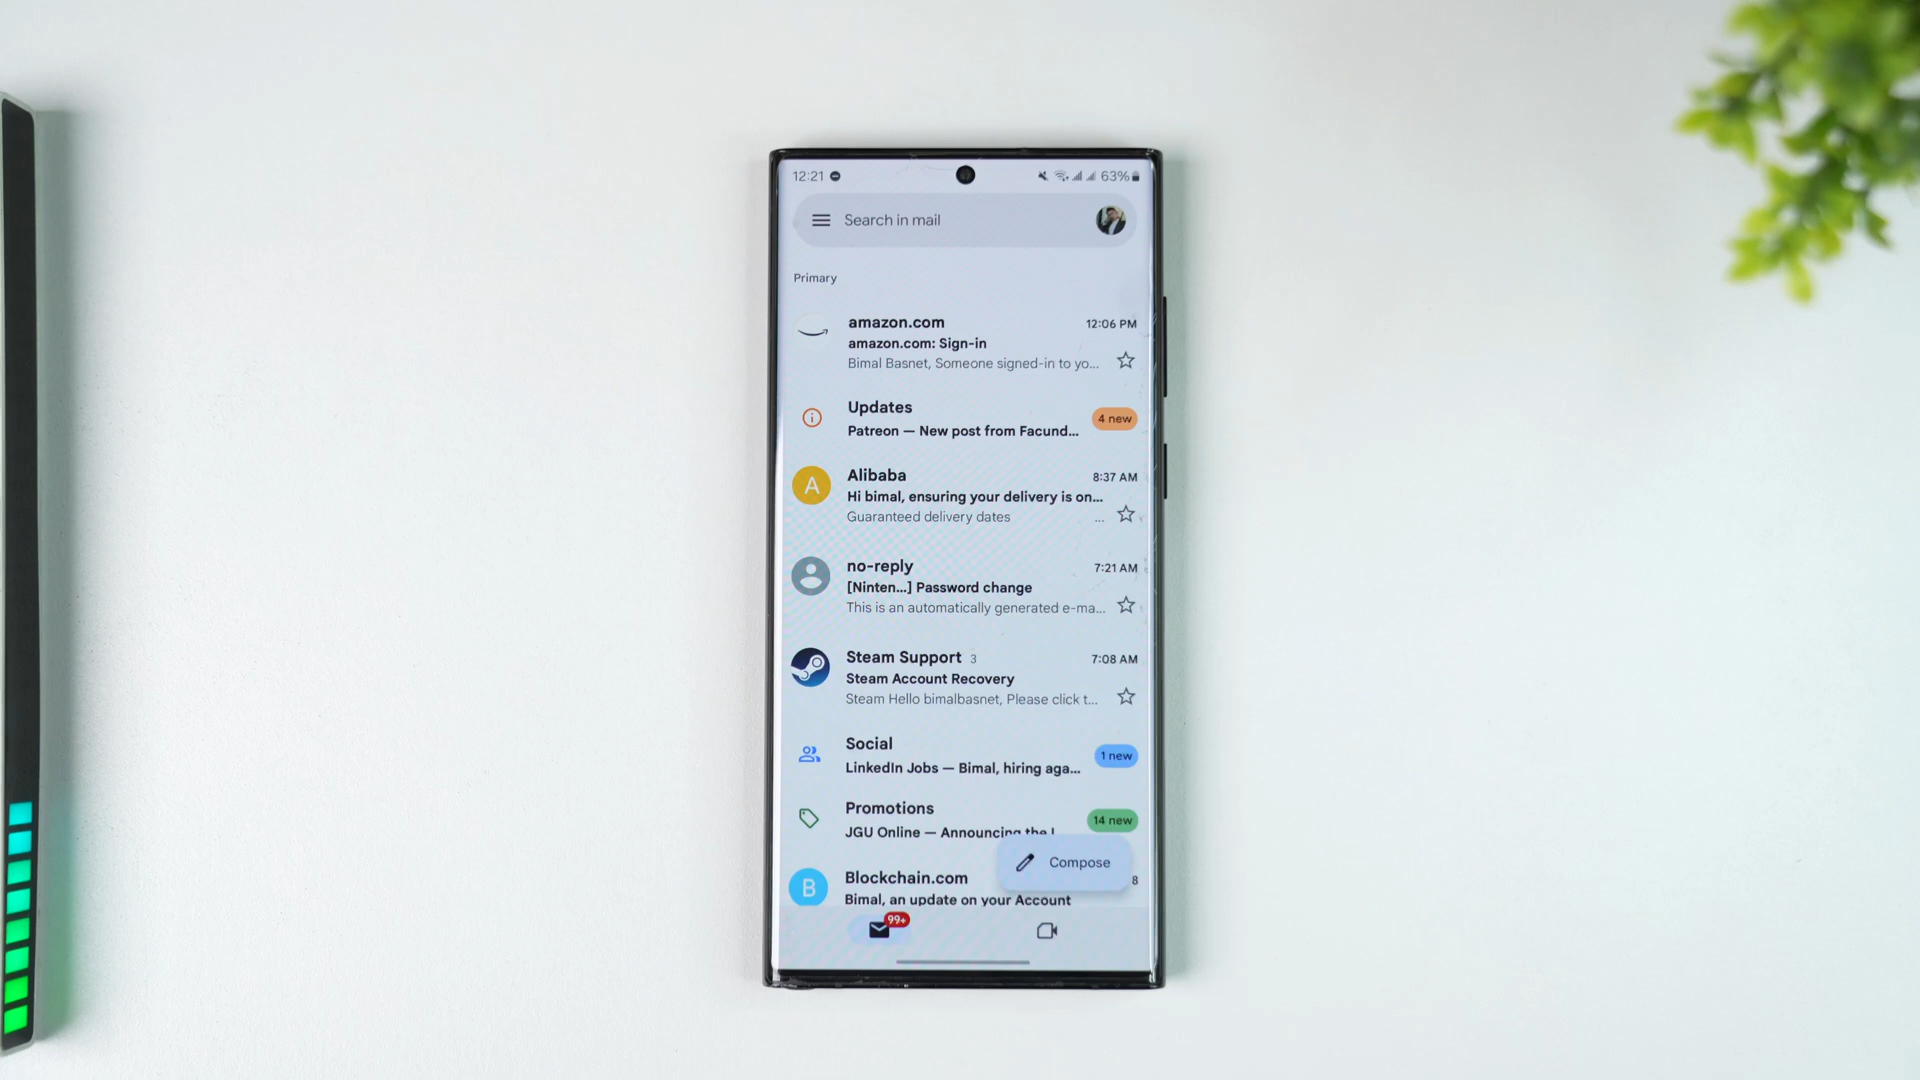 12:21
63%
Search in mail
Primary
amazon.com 12:06 PM
amazon.com: Sign-in
Bimal Basnet, Someone signed-in to yo...
Updates
4 new
Patreon — New post from Facund...
A
Alibaba 8:37 AM
Hi bimal, ensuring your delivery is on...
Guaranteed delivery dates ...
no-reply 7:21 AM
[Ninten...] Password change
This is an automatically generated e-ma...
Steam Support 3 7:08 AM
Steam Account Recovery
Steam Hello bimalbasnet, Please click t...
Social
1 new
LinkedIn Jobs — Bimal, hiring aga...
Promotions
14 new
JGU Online — Announcing the
Compose
B
Blockchain.com 8
Bimal, an update on your Account
99+